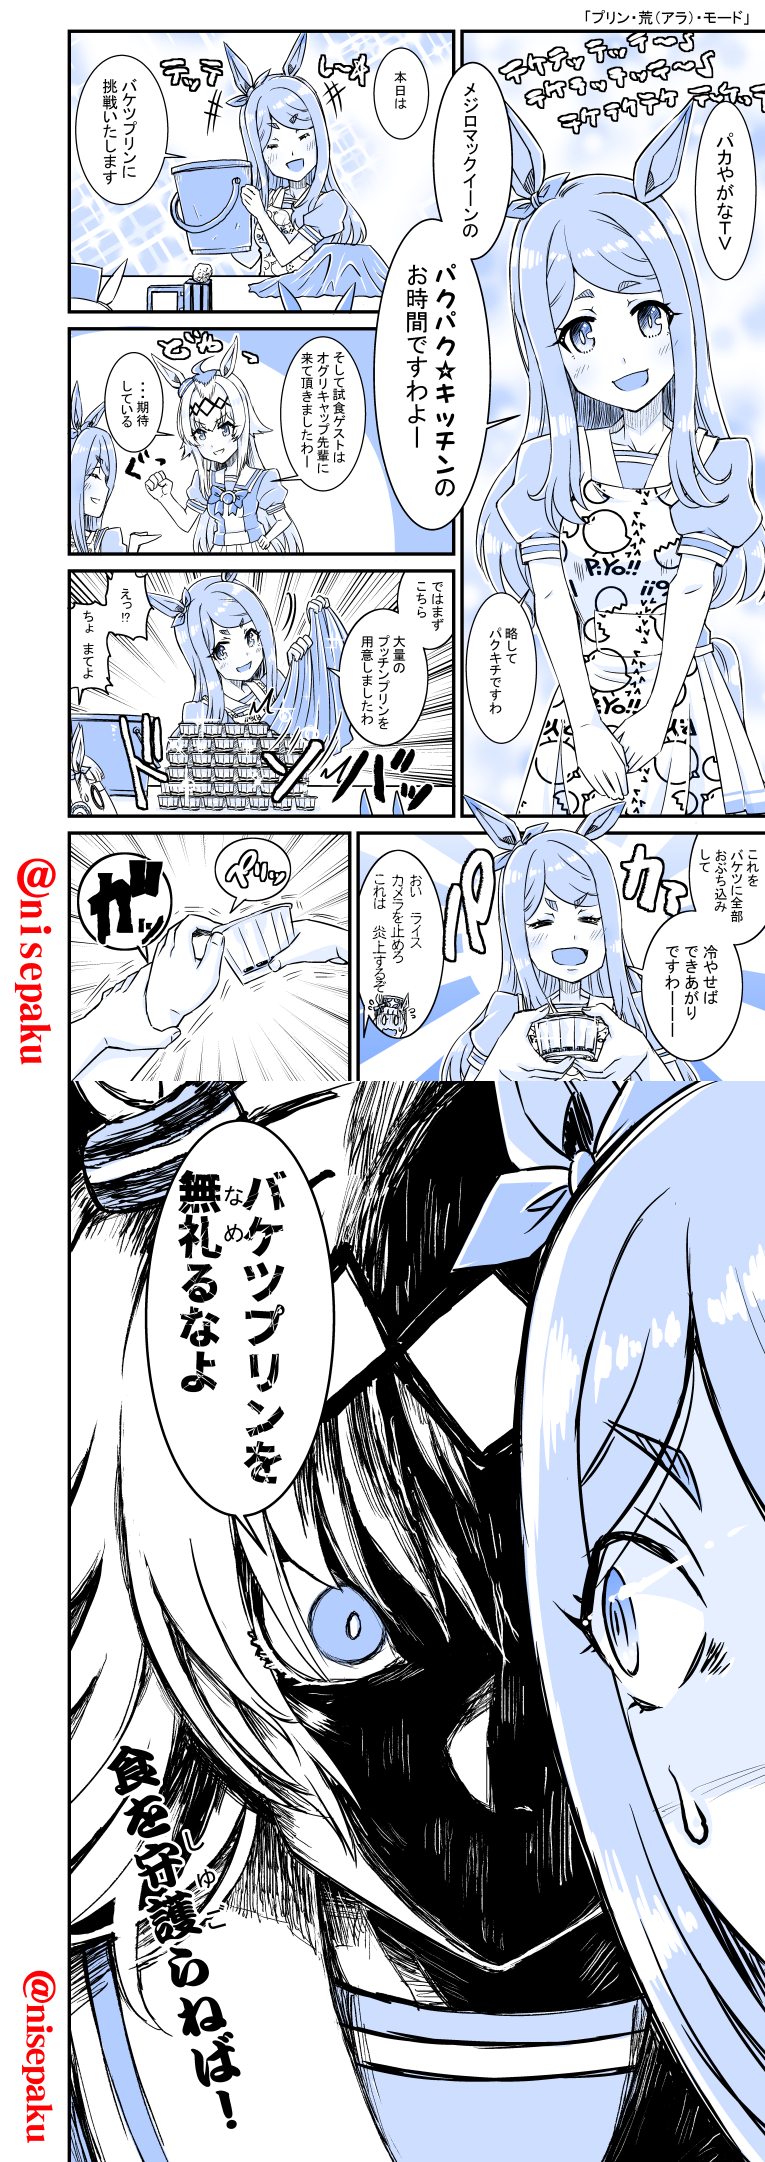 「プリン・荒(アラ)・モード」
テケテッテッテ〜♪
テケテッテッテ〜♪
テケテケテケ テケテッテ
パカやがなTV
メジロマックイーンの
パクパク☆キッチンの
お時間ですわよー
略して
パクキチですわ
PiYo!!
PiYo!!
本日は
じゃーん
テッテ
バケツプリンに
挑戦いたします
そして試食ゲストは
オグリキャップ先輩に
来て頂きましたわー
どやっ
・・期待
している
ぐっ
ではまず
こちら
大量の
プッチンプリンを
用意しましたわ
えっ!?
ちょ まてよ
ドンバッ
これを
バケツに全部
おぶち込み
して
冷やせば
できあがり
ですわーーー
パカァ
おい ライス
カメラを止めろ
これは 炎上するぞ
ペリッ
ガッ
バケツプリンを
無礼るなよ
なめ
食を守護らねば!
しゅご
@nisepaku
@nisepaku